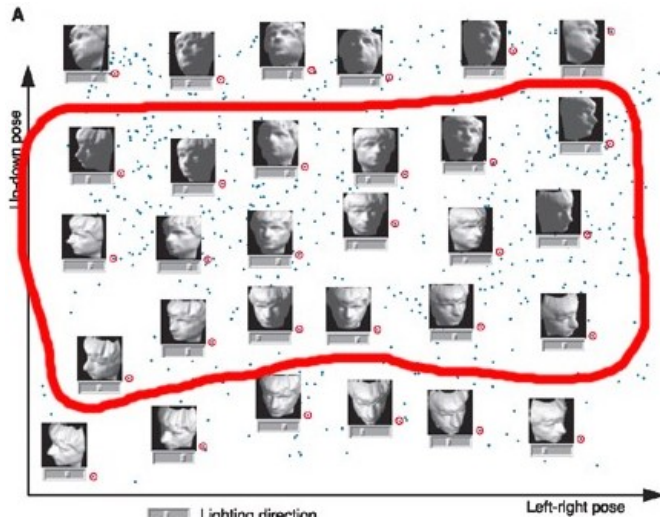 A
Up-down pose
Lighting direction
Left-right pose